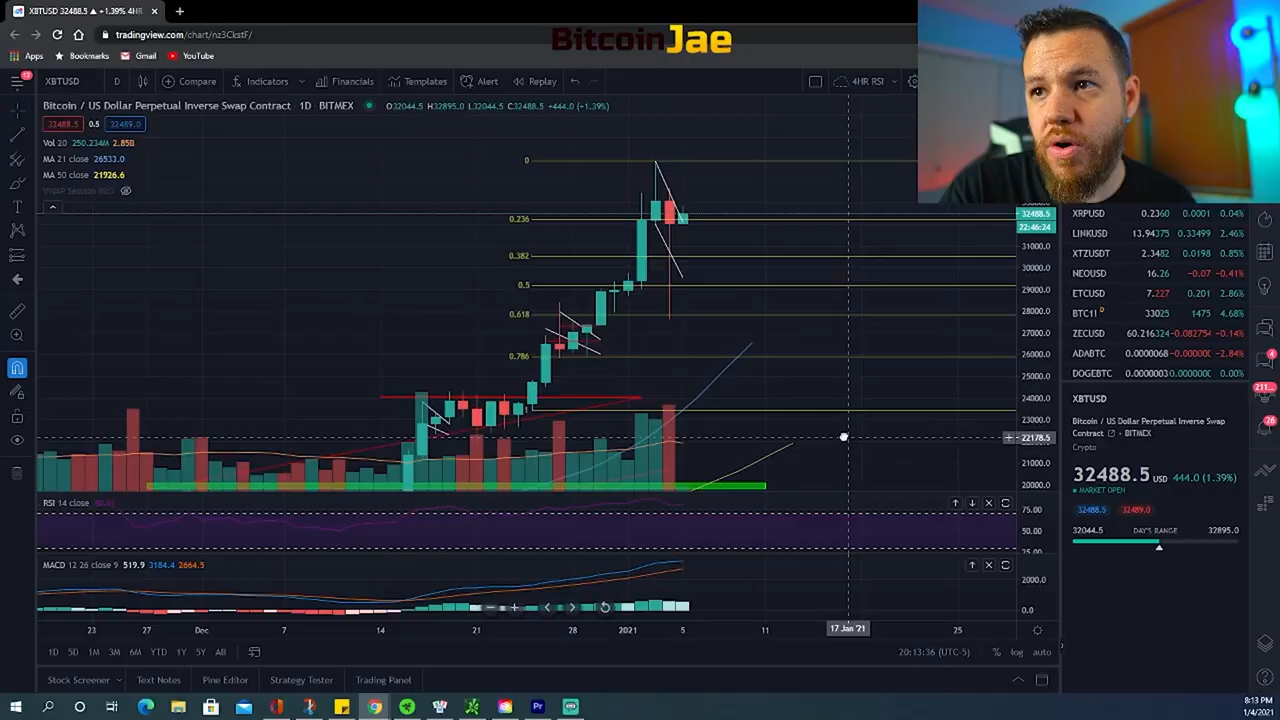 XBTUSD 32488.5 ▲ +1.39% 4HR
tradingview.com/chart/nz3CkstF/
BitcoinJae
Apps Bookmarks Gmail YouTube
XBTUSD D Compare Indicators Financials Templates Alert Replay 4HR RSI
Bitcoin / US Dollar Perpetual Inverse Swap Contract · 1D · BITMEX O32044.5 H32895.0 L32044.5 C32488.5 +444.0 (+1.39%)
32488.5 0.5 32489.0
Vol 20 250.234M 2.85B
MA 21 close 26533.0
MA 50 close 21926.6
0
0.236
0.382
0.5
0.618
0.786
1
32488.5
22:46:24
31000.0
30000.0
29000.0
28000.0
27000.0
26000.0
25000.0
24000.0
23000.0
22178.5
21000.0
20000.0
RSI 14 close
75.00
50.00
25.00
MACD 12 26 close 9 519.9 3184.4 2664.5
2000.0
0.0
23 27 Dec 7 14 21 28 2021 5 11 17 Jan '21 25
1D 5D 1M 3M 6M YTD 1Y 5Y All
20:13:36 (UTC-5) % log auto
Stock Screener Text Notes Pine Editor Strategy Tester Trading Panel
XRPUSD 0.2360 0.0001 0.04%
LINKUSD 13.94375 0.33499 2.46%
XTZUSDT 2.3482 0.0198 0.85%
NEOUSD 16.26 -0.07 -0.41%
ETCUSD 7.227 0.201 2.86%
BTC1! D 33025 1475 4.68%
ZECUSD 60.216324 -0.082754 -0.14%
ADABTC 0.0000068 -0.00000 -2.84%
DOGEBTC 0.0000003 0.000000 0.00%
XBTUSD
Bitcoin / US Dollar Perpetual Inverse Swap
Contract · BITMEX
Crypto
32488.5 USD 444.0 (1.39%)
MARKET OPEN
32488.5 32489.0
32044.5 DAY'S RANGE 32895.0
8:13 PM
1/4/2021